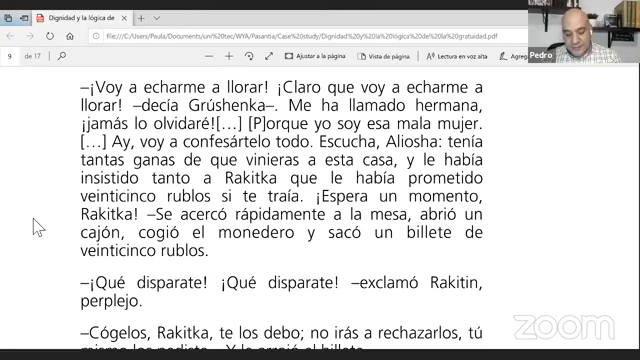 Dignidad y la lógica de
file:///C:/Users/Paula/Documents/uni%20tec/WYA/Pasantia/Case%20study/Dignidad%20y%20la%20lógica%20de%20la%20gratuidad.pdf
9 de 17
Ajustar a la página
Vista de página
Lectura en voz alta
Pedro
–¡Voy a echarme a llorar! ¡Claro que voy a echarme a
llorar! –decía Grúshenka–. Me ha llamado hermana,
¡jamás lo olvidaré![…] [P]orque yo soy esa mala mujer.
[…] Ay, voy a confesártelo todo. Escucha, Aliosha: tenía
tantas ganas de que vinieras a esta casa, y le había
insistido tanto a Rakitka que le había prometido
veinticinco rublos si te traía. ¡Espera un momento,
Rakitka! –Se acercó rápidamente a la mesa, abrió un
cajón, cogió el monedero y sacó un billete de
veinticinco rublos.
–¡Qué disparate! ¡Qué disparate! –exclamó Rakitin,
perplejo.
–Cógelos, Rakitka, te los debo; no irás a rechazarlos, tú
zoom